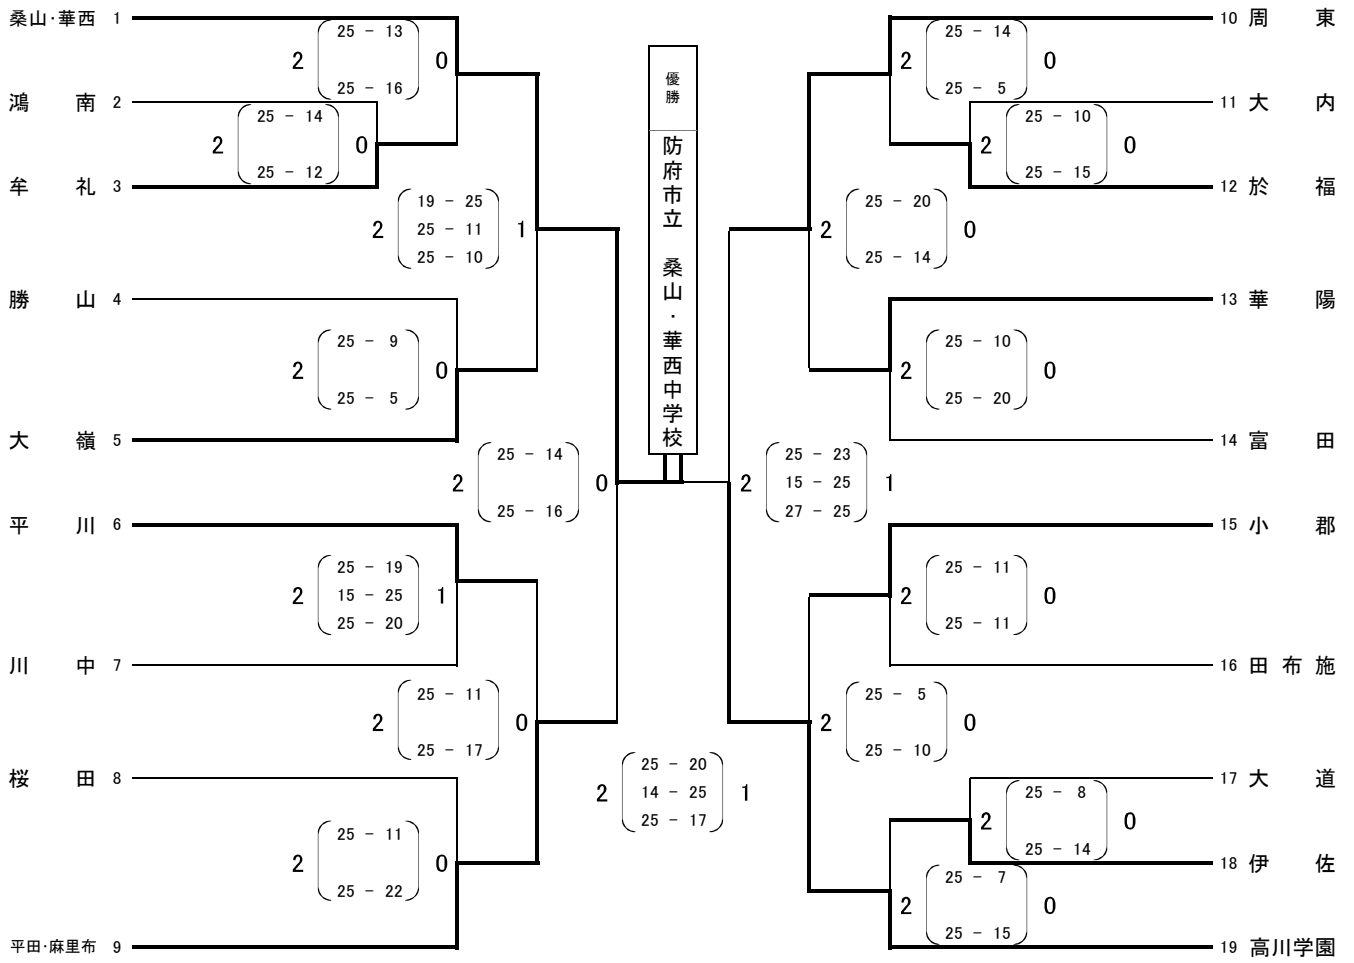 桑山・華西 1
鴻南 2
牟礼 3
勝山 4
大嶺 5
平川 6
川中 7
桜田 8
平田・麻里布 9
2 25 - 13 0
25 - 16
2 25 - 14 0
25 - 12
2 19 - 25 1
25 - 11
25 - 10
2 25 - 9 0
25 - 5
2 25 - 14 0
25 - 16
2 25 - 19 1
15 - 25
25 - 20
2 25 - 11 0
25 - 17
2 25 - 11 0
25 - 22
優勝
防府市立 桑山・華西中学校
2 25 - 20 1
14 - 25
25 - 17
10 周東
11 大内
12 於福
13 華陽
14 富田
15 小郡
16 田布施
17 大道
18 伊佐
19 高川学園
2 25 - 14 0
25 - 5
2 25 - 10 0
25 - 15
2 25 - 20 0
25 - 14
2 25 - 10 0
25 - 20
2 25 - 23 1
15 - 25
27 - 25
2 25 - 11 0
25 - 11
2 25 - 5 0
25 - 10
2 25 - 8 0
25 - 14
2 25 - 7 0
25 - 15